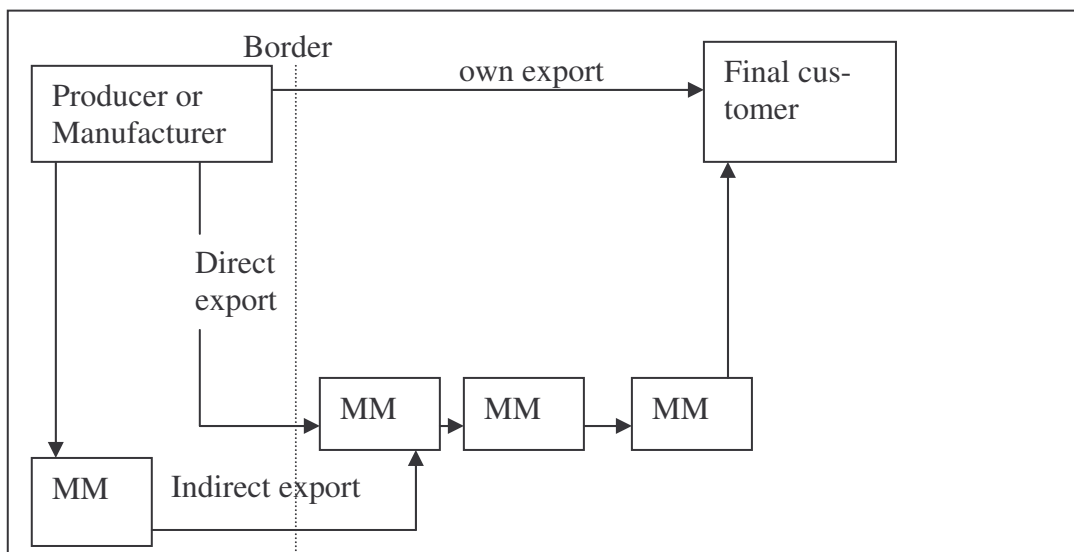 Border
Producer or
Manufacturer
own export
Final cus-
tomer
Direct
export
MM
MM
MM
MM
Indirect export